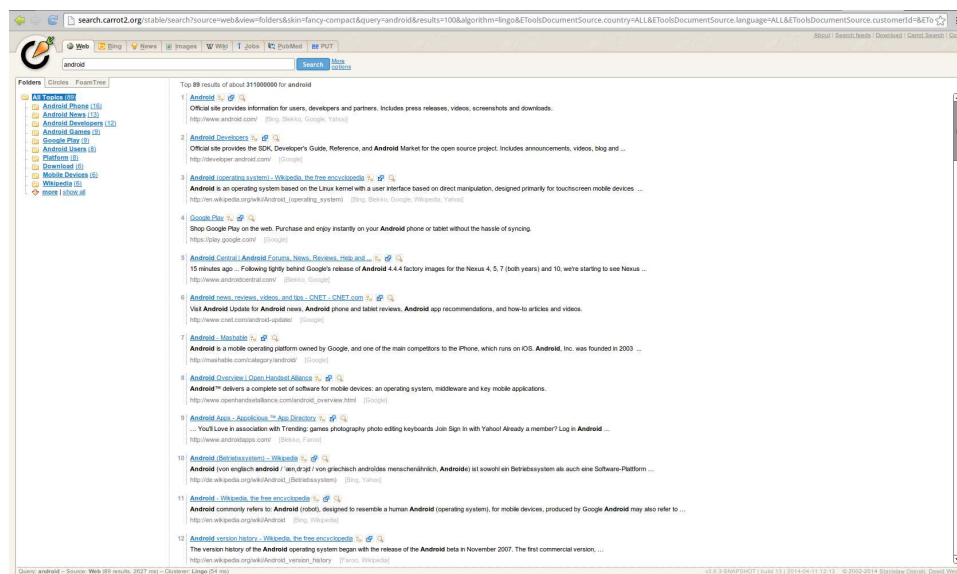 search.carrot2.org/stable/search?source=web&view=folders&skin=fancy-compact&query=android&results=100&algorithm=lingo&EToolsDocumentSource.country=ALL&EToolsDocumentSource.language=ALL&EToolsDocumentSource.customerId=&ETo
About | Search feeds | Download | Carrot Search |
Web Bing News Images Wiki Jobs PubMed PUT
android Search More options
Folders Circles FoamTree
All Topics (89)
Android Phone (16)
Android News (13)
Android Developers (12)
Android Games (9)
Google Play (9)
Android Users (8)
Platform (8)
Download (6)
Mobile Devices (6)
Wikipedia (6)
more | show all
Top 89 results of about 311000000 for android
1 Android
Official site provides information for users, developers and partners. Includes press releases, videos, screenshots and downloads.
http://www.android.com/ [Bing, Blekko, Google, Yahoo]
2 Android Developers
Official site provides the SDK, Developer's Guide, Reference, and Android Market for the open source project. Includes announcements, videos, blog and ...
http://developer.android.com/ [Google]
3 Android (operating system) - Wikipedia, the free encyclopedia
Android is an operating system based on the Linux kernel with a user interface based on direct manipulation, designed primarily for touchscreen mobile devices ...
http://en.wikipedia.org/wiki/Android_(operating_system) [Bing, Blekko, Google, Wikipedia, Yahoo]
4 Google Play
Shop Google Play on the web. Purchase and enjoy instantly on your Android phone or tablet without the hassle of syncing.
https://play.google.com/ [Google]
5 Android Central | Android Forums, News, Reviews, Help and ...
15 minutes ago ... Following tightly behind Google's release of Android 4.4.4 factory images for the Nexus 4, 5, 7 (both years) and 10, we're starting to see Nexus ...
http://www.androidcentral.com/ [Blekko, Google]
6 Android news, reviews, videos, and tips - CNET - CNET.com
Visit Android Update for Android news, Android phone and tablet reviews, Android app recommendations, and how-to articles and videos.
http://www.cnet.com/android-update/ [Google]
7 Android - Mashable
Android is a mobile operating platform owned by Google, and one of the main competitors to the iPhone, which runs on iOS. Android, Inc. was founded in 2003 ...
http://mashable.com/category/android/ [Google]
8 Android Overview | Open Handset Alliance
Android™ delivers a complete set of software for mobile devices: an operating system, middleware and key mobile applications.
http://www.openhandsetalliance.com/android_overview.html [Google]
9 Android Apps - Appolicious ™ App Directory
... You'll Love in association with Trending: games photography photo editing keyboards Join Sign In with Yahoo! Already a member? Log in Android ...
http://www.androidapps.com/ [Blekko, Faroo]
10 Android (Betriebssystem) – Wikipedia
Android (von englisch android / ˈæn,drɔɪd / von griechisch androïdes menschenähnlich, Androide) ist sowohl ein Betriebssystem als auch eine Software-Plattform ...
http://de.wikipedia.org/wiki/Android_(Betriebssystem) [Bing, Yahoo]
11 Android - Wikipedia, the free encyclopedia
Android commonly refers to: Android (robot), designed to resemble a human Android (operating system), for mobile devices, produced by Google Android may also refer to ...
http://en.wikipedia.org/wiki/Android [Bing, Wikipedia]
12 Android version history - Wikipedia, the free encyclopedia
The version history of the Android operating system began with the release of the Android beta in November 2007. The first commercial version, ...
http://en.wikipedia.org/wiki/Android_version_history [Faroo, Wikipedia]
Query: android -- Source: Web (89 results, 2627 ms) -- Clusterer: Lingo (54 ms)
v3.9.3-SNAPSHOT | build 13 | 2014-04-11 12:13 © 2002-2014 Stanislaw Osinski, Dawid